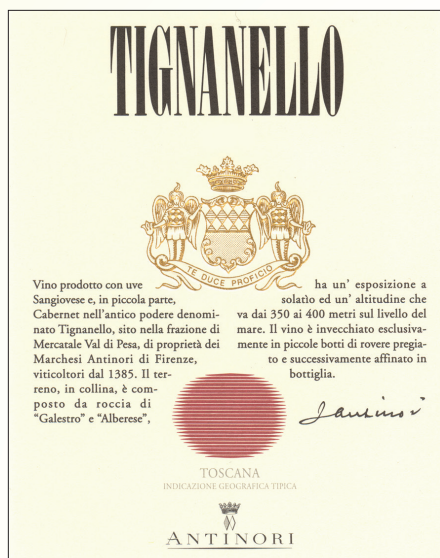 TIGNANELLO
TE DUCE PROFICIO
Vino prodotto con uve
Sangiovese e, in piccola parte,
Cabernet nell'antico podere denomi-
nato Tignanello, sito nella frazione di
Mercatale Val di Pesa, di proprietà dei
Marchesi Antinori di Firenze,
viticoltori dal 1385. Il ter-
reno, in collina, è com-
posto da roccia di
“Galestro” e “Alberese”,
ha un' esposizione a
solatìo ed un' altitudine che
va dai 350 ai 400 metri sul livello del
mare. Il vino è invecchiato esclusiva-
mente in piccole botti di rovere pregia-
to e successivamente affinato in
bottiglia.
TOSCANA
INDICAZIONE GEOGRAFICA TIPICA
ANTINORI